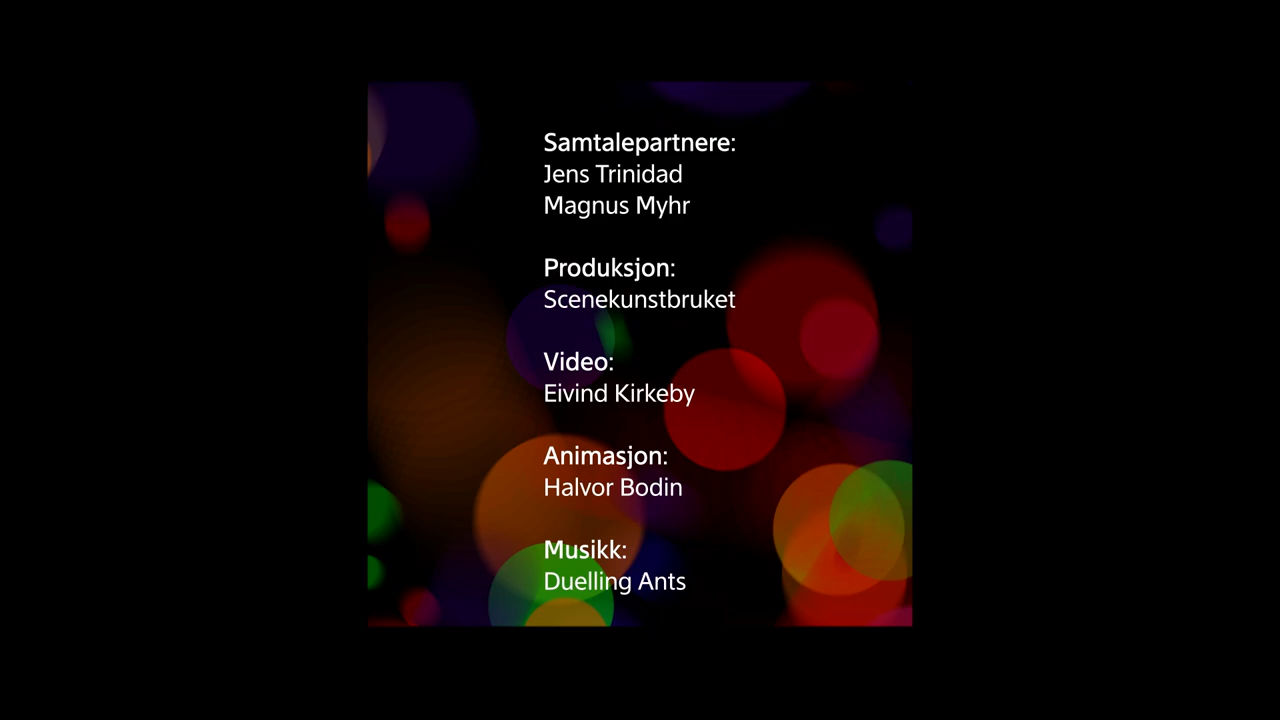 Samtalepartnere:
Jens Trinidad
Magnus Myhr
Produksjon:
Scenekunstbruket
Video:
Eivind Kirkeby
Animasjon:
Halvor Bodin
Musikk:
Duelling Ants